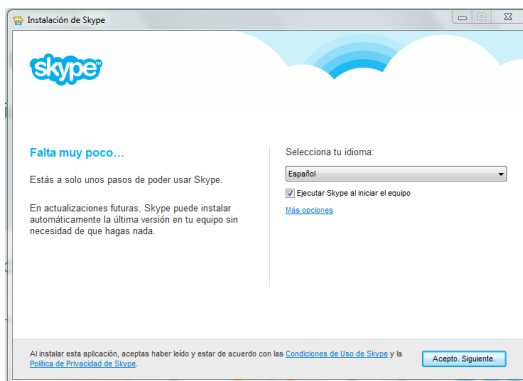 Instalación de Skype
skype
Falta muy poco...
Estás a solo unos pasos de poder usar Skype.
En actualizaciones futuras, Skype puede instalar
automáticamente la última versión en tu equipo sin
necesidad de que hagas nada.
Selecciona tu idioma:
Español
Ejecutar Skype al iniciar el equipo
Más opciones
Al instalar esta aplicación, aceptas haber leído y estar de acuerdo con las Condiciones de Uso de Skype y la
Política de Privacidad de Skype.
Acepto. Siguiente.